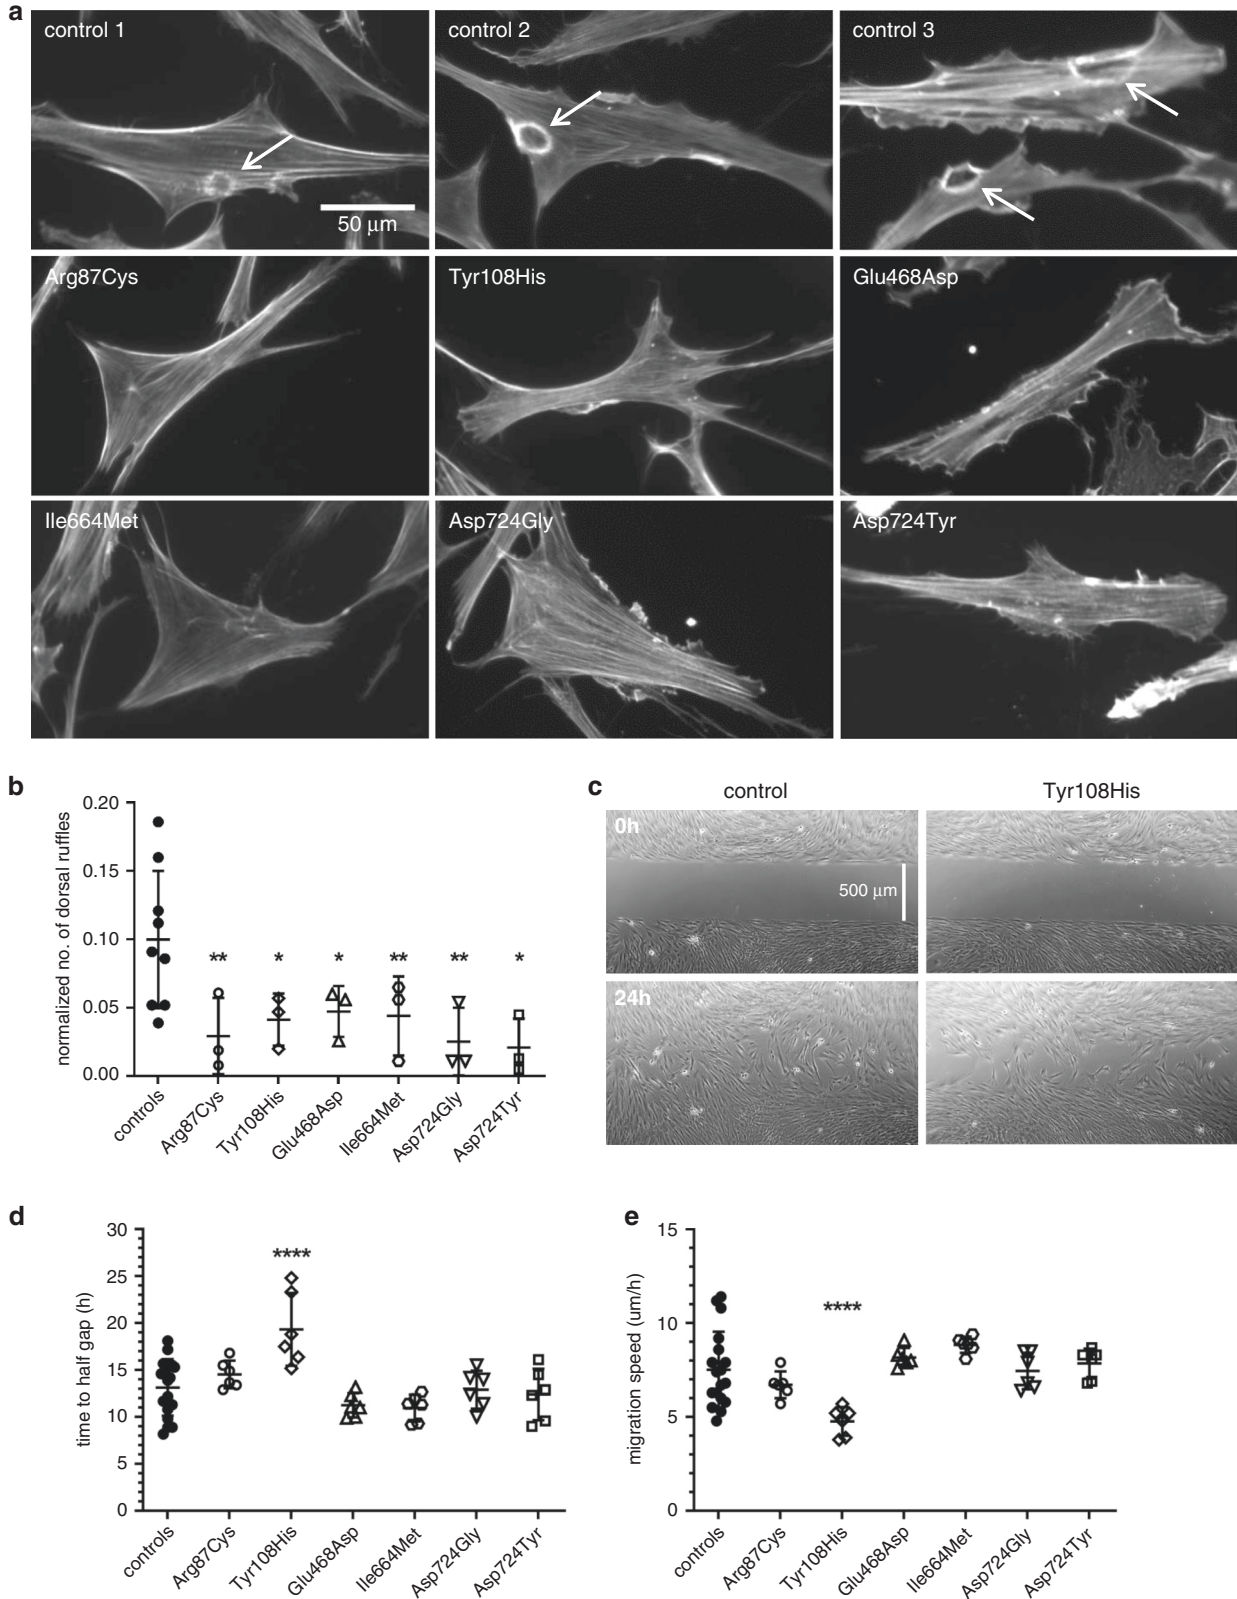 a
control 1
control 2
control 3
50 μm
Arg87Cys
Tyr108His
Glu468Asp
Ile664Met
Asp724Gly
Asp724Tyr
b
normalized no. of dorsal ruffles
0.20
0.15
0.10
0.05
0.00
** * * ** ** *
controls
Arg87Cys
Tyr108His
Glu468Asp
Ile664Met
Asp724Gly
Asp724Tyr
c
control
Tyr108His
0h
500 μm
24h
d
time to half gap (h)
30
25
20
15
10
5
0
****
controls
Arg87Cys
Tyr108His
Glu468Asp
Ile664Met
Asp724Gly
Asp724Tyr
e
migration speed (um/h)
15
10
5
0
****
controls
Arg87Cys
Tyr108His
Glu468Asp
Ile664Met
Asp724Gly
Asp724Tyr